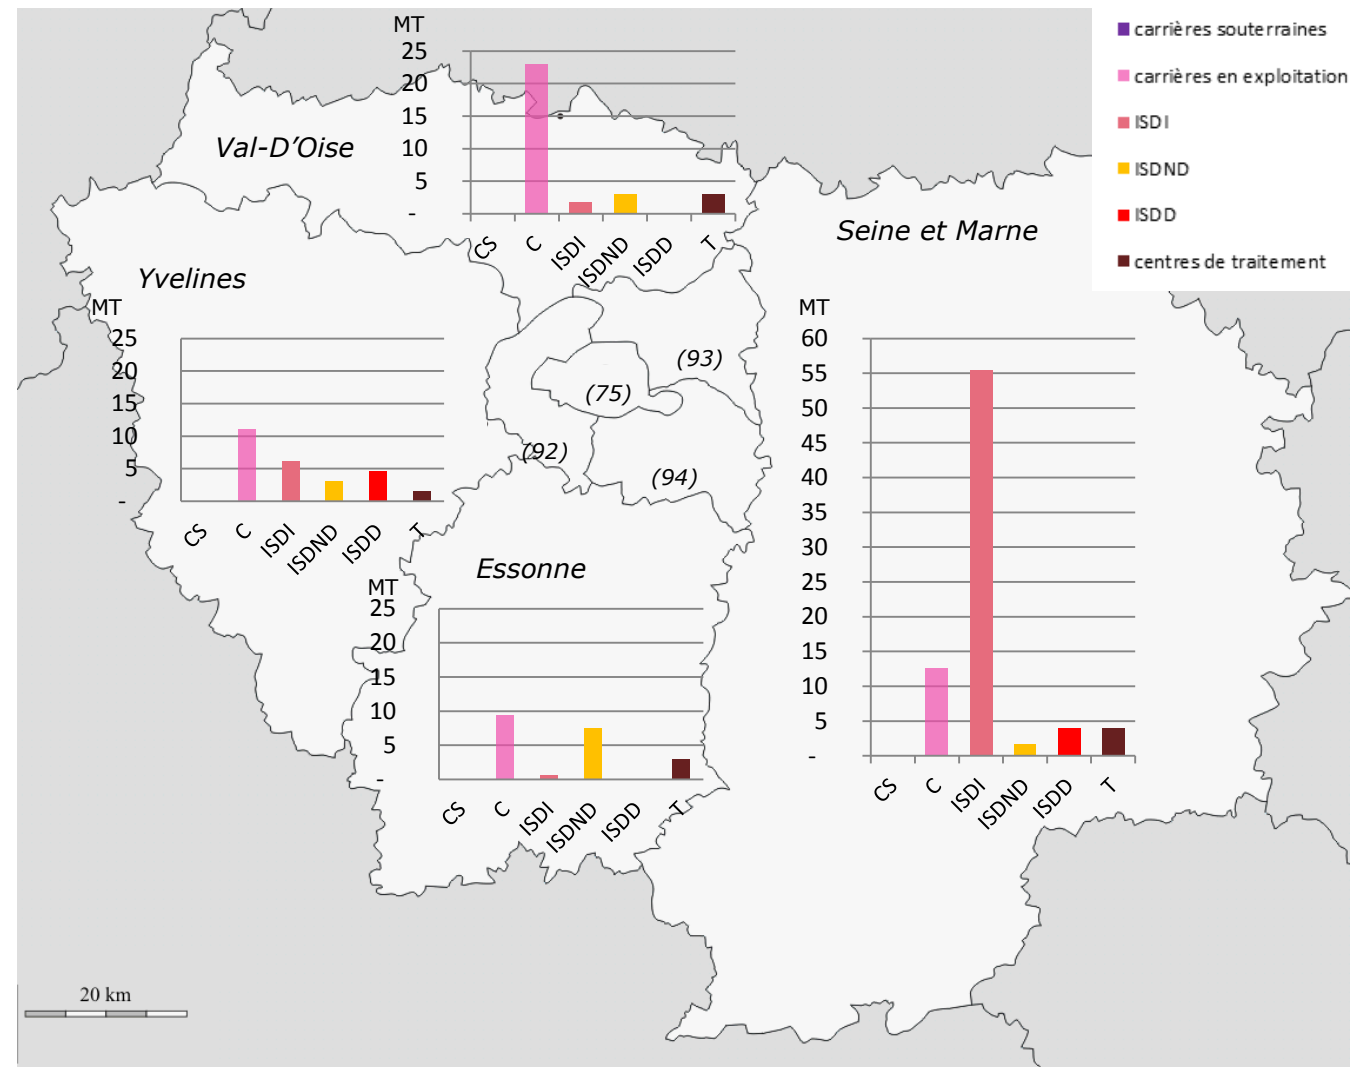 carrières souterraines
carrières en exploitation
ISDI
ISDND
ISDD
centres de traitement
Val-D’Oise
MT
25
20
15
10
5
-
CS
C
ISDI
ISDND
ISDD
T
Yvelines
MT
25
20
15
10
5
-
CS
C
ISDI
ISDND
ISDD
T
Seine et Marne
MT
60
55
50
45
40
35
30
25
20
15
10
5
-
CS
C
ISDI
ISDND
ISDD
T
(93)
(75)
(92)
(94)
Essonne
MT
25
20
15
10
5
-
CS
C
ISDI
ISDND
ISDD
T
20 km